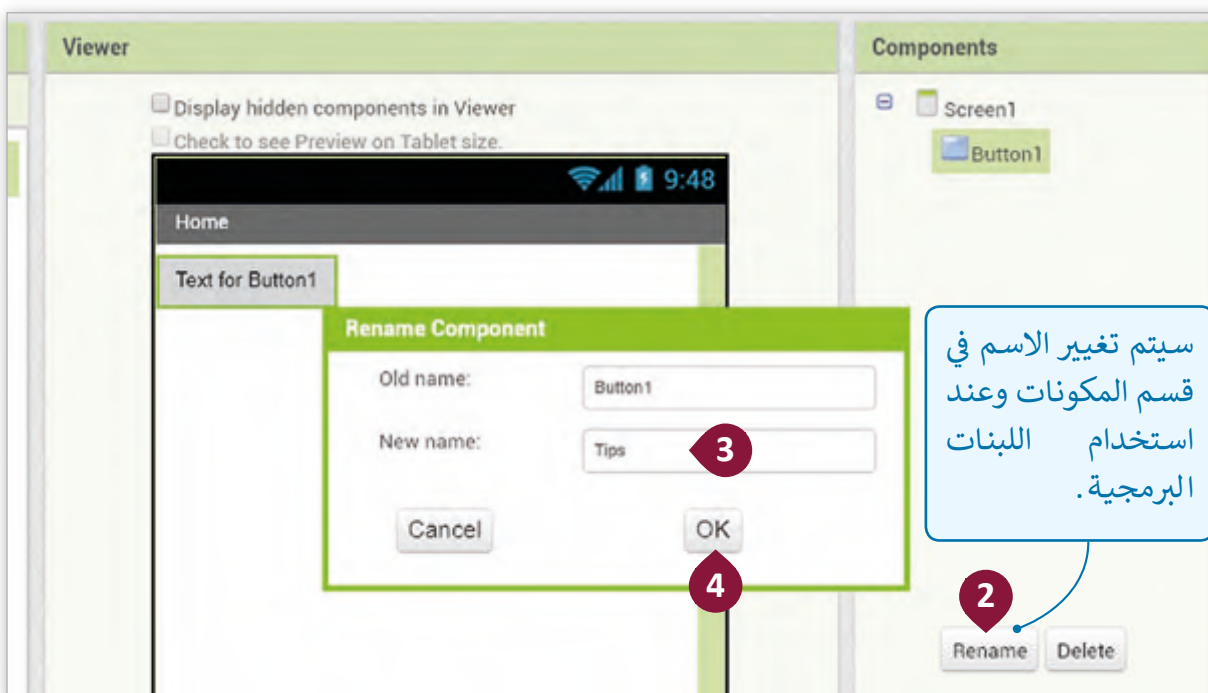 Viewer
Display hidden components in Viewer
Check to see Preview on Tablet size.
9:48
Home
Text for Button1
Rename Component
Old name:
Button1
New name:
Tips
3
Cancel
OK
4
Components
Screen1
Button1
سيتم تغيير الاسم في
قسم المكونات وعند
استخدام اللبنات
البرمجية.
2
Rename
Delete